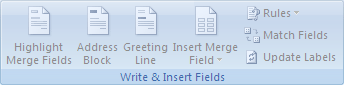 Highlight
Merge Fields
Address
Block
Greeting
Line
Insert Merge
Field
Rules
Match Fields
Update Labels
Write & Insert Fields